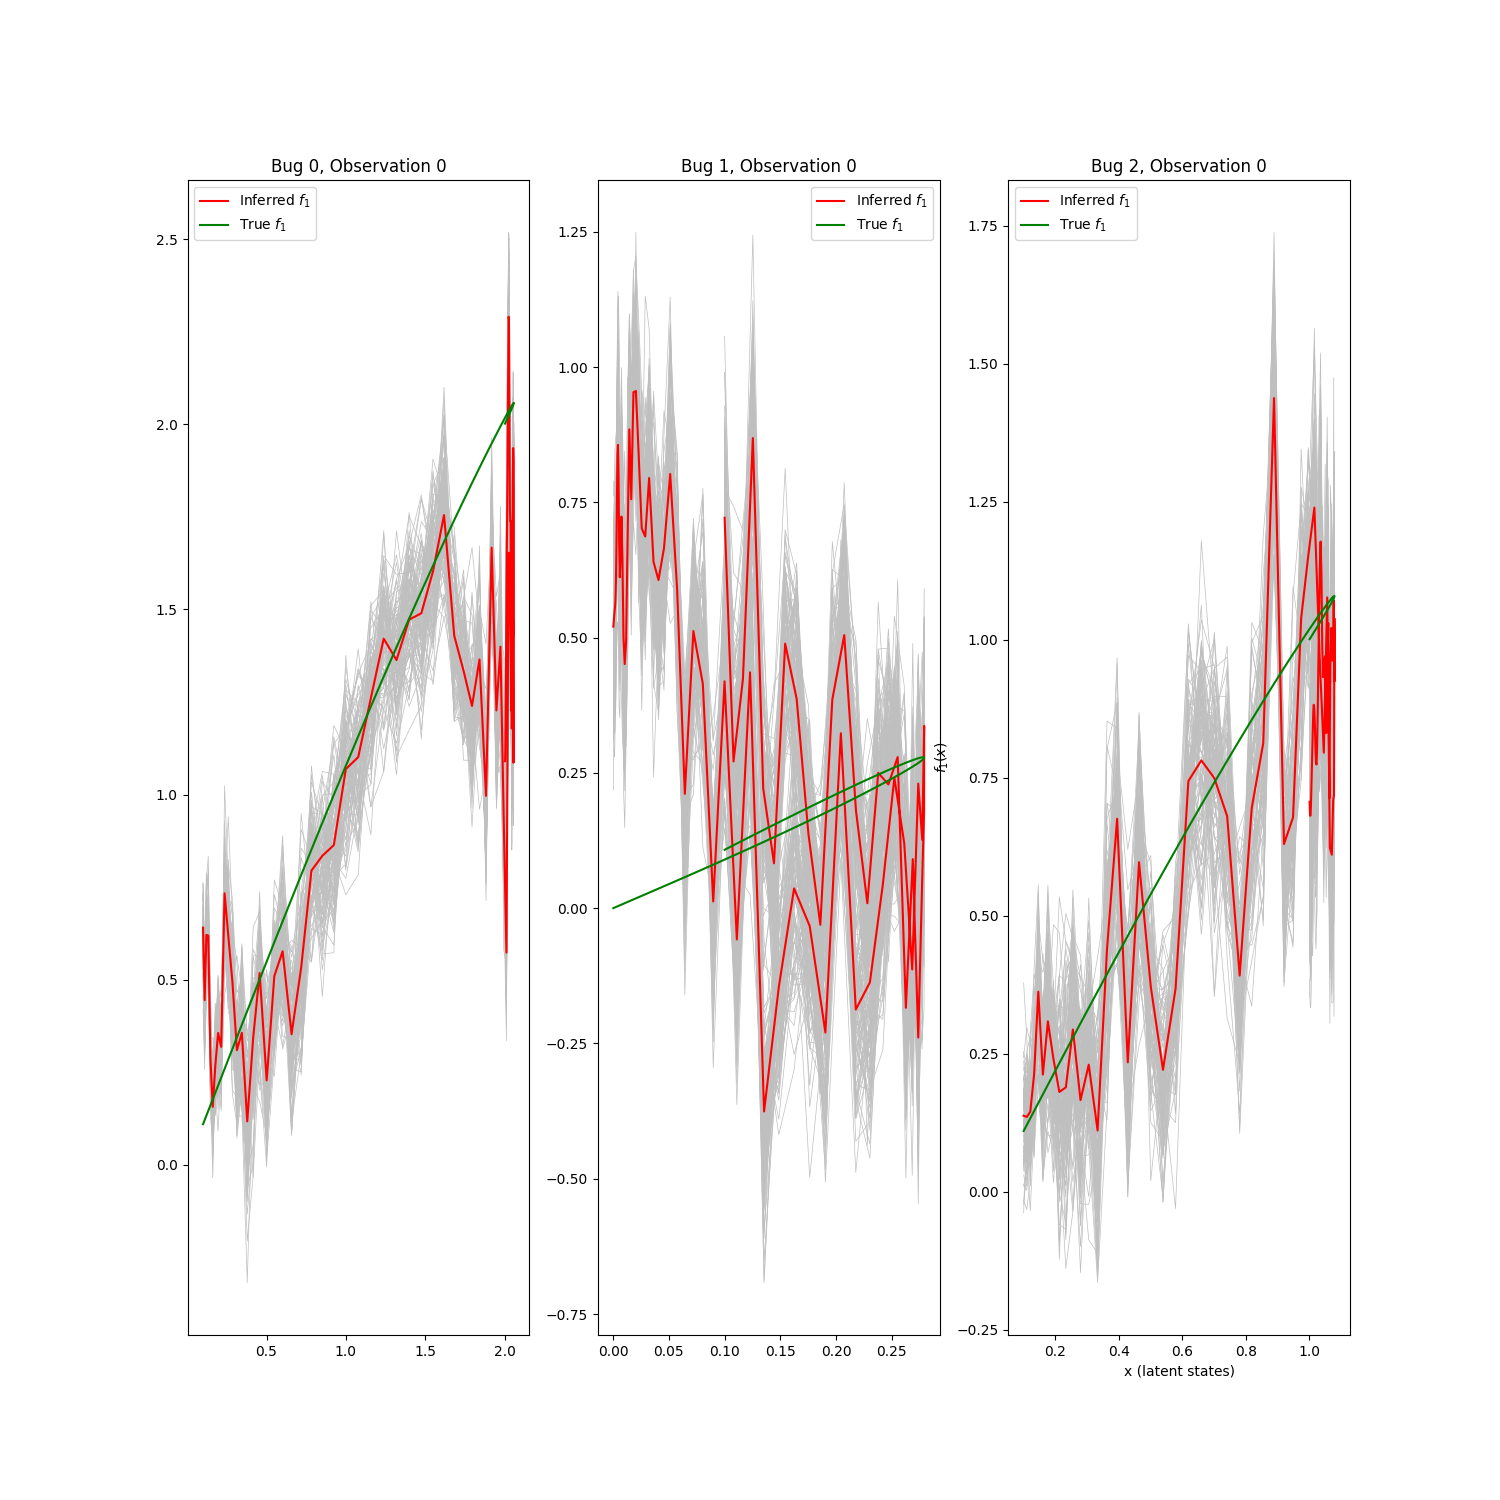 Bug 0, Observation 0
Inferred f₁
True f₁
2.5
2.0
1.5
1.0
0.5
0.0
0.5 1.0 1.5 2.0
Bug 1, Observation 0
Inferred f₁
True f₁
1.25
1.00
0.75
0.50
0.25
0.00
−0.25
−0.50
−0.75
0.00 0.05 0.10 0.15 0.20 0.25
f₁(x)
Bug 2, Observation 0
Inferred f₁
True f₁
1.75
1.50
1.25
1.00
0.75
0.50
0.25
0.00
−0.25
0.2 0.4 0.6 0.8 1.0
x (latent states)